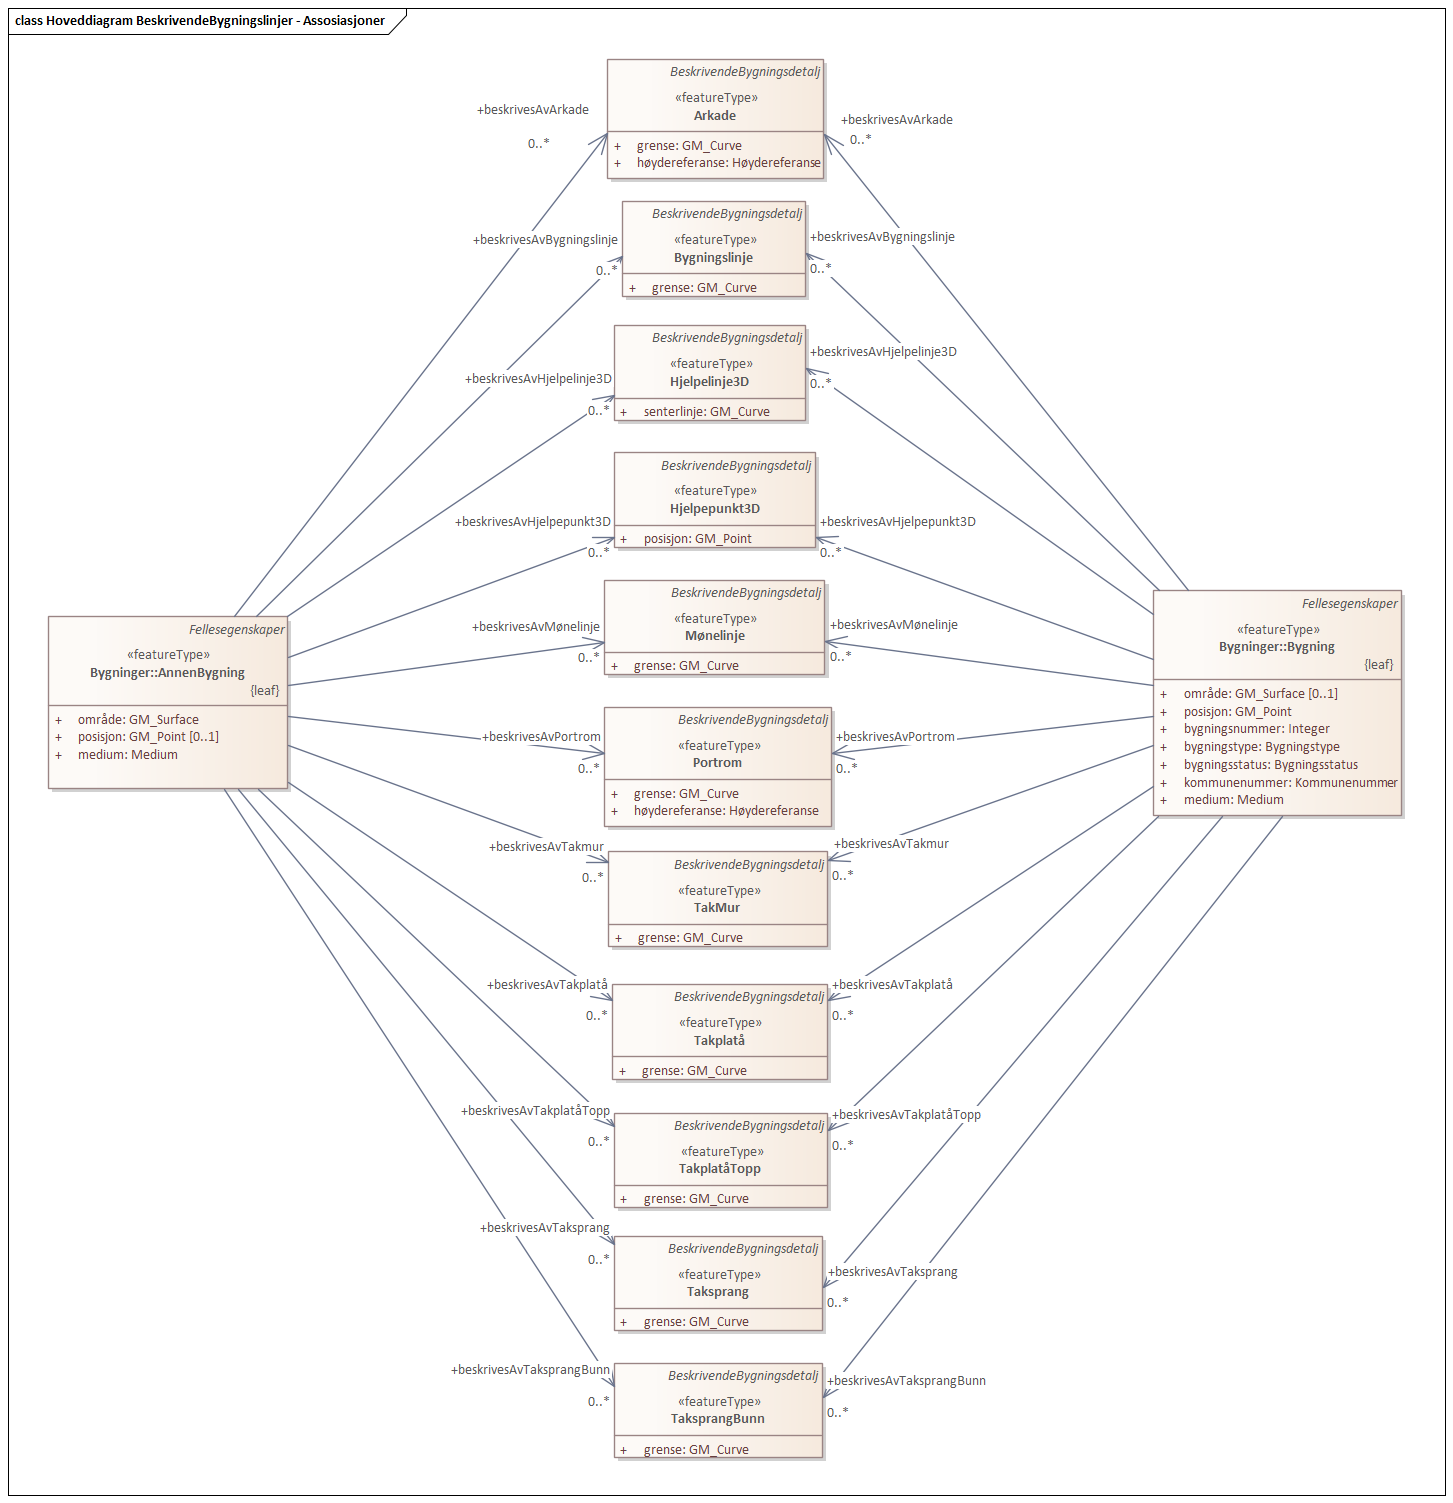 class Hoveddiagram BeskrivendeBygningslinjer - Assosiasjoner
BeskrivendeBygningsdetalj
«featureType»
Arkade
+ grense: GM_Curve
+ høydereferanse: Høydereferanse
+beskrivesAvArkade
0..*
+beskrivesAvArkade
0..*
BeskrivendeBygningsdetalj
«featureType»
Bygningslinje
+ grense: GM_Curve
+beskrivesAvBygningslinje
0..*
+beskrivesAvBygningslinje
0..*
BeskrivendeBygningsdetalj
«featureType»
Hjelpelinje3D
+ senterlinje: GM_Curve
+beskrivesAvHjelpelinje3D
0..*
+beskrivesAvHjelpelinje3D
0..*
BeskrivendeBygningsdetalj
«featureType»
Hjelpepunkt3D
+ posisjon: GM_Point
+beskrivesAvHjelpepunkt3D
0..*
+beskrivesAvHjelpepunkt3D
0..*
BeskrivendeBygningsdetalj
«featureType»
Mønelinje
+ grense: GM_Curve
+beskrivesAvMønelinje
0..*
+beskrivesAvMønelinje
0..*
Fellesegenskaper
«featureType»
Bygninger::AnnenBygning
{leaf}
+ område: GM_Surface
+ posisjon: GM_Point [0..1]
+ medium: Medium
Fellesegenskaper
«featureType»
Bygninger::Bygning
{leaf}
+ område: GM_Surface [0..1]
+ posisjon: GM_Point
+ bygningsnummer: Integer
+ bygningstype: Bygningstype
+ bygningsstatus: Bygningsstatus
+ kommunenummer: Kommunenummer
+ medium: Medium
BeskrivendeBygningsdetalj
«featureType»
Portrom
+ grense: GM_Curve
+ høydereferanse: Høydereferanse
+beskrivesAvPortrom
0..*
+beskrivesAvPortrom
0..*
BeskrivendeBygningsdetalj
«featureType»
TakMur
+ grense: GM_Curve
+beskrivesAvTakmur
0..*
+beskrivesAvTakmur
0..*
BeskrivendeBygningsdetalj
«featureType»
Takplatå
+ grense: GM_Curve
+beskrivesAvTakplatå
0..*
+beskrivesAvTakplatå
0..*
BeskrivendeBygningsdetalj
«featureType»
TakplatåTopp
+ grense: GM_Curve
+beskrivesAvTakplatåTopp
0..*
+beskrivesAvTakplatåTopp
0..*
BeskrivendeBygningsdetalj
«featureType»
Taksprang
+ grense: GM_Curve
+beskrivesAvTaksprang
0..*
+beskrivesAvTaksprang
0..*
BeskrivendeBygningsdetalj
«featureType»
TaksprangBunn
+ grense: GM_Curve
+beskrivesAvTaksprangBunn
0..*
+beskrivesAvTaksprangBunn
0..*